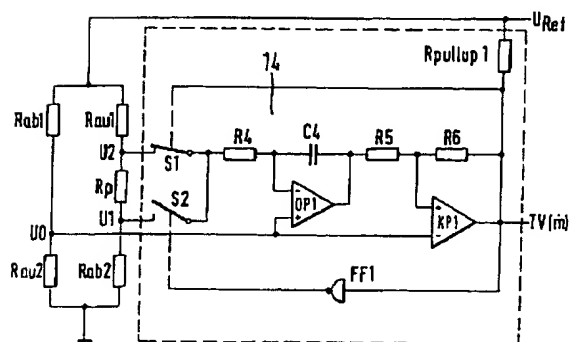 URef
Rpullup 1
14
Rab1
Rau1
U2
S1
R4
C4
R5
R6
Rp
S2
OP1
KP1
U1
U0
TV(ṁ)
Rau2
Rab2
FF1